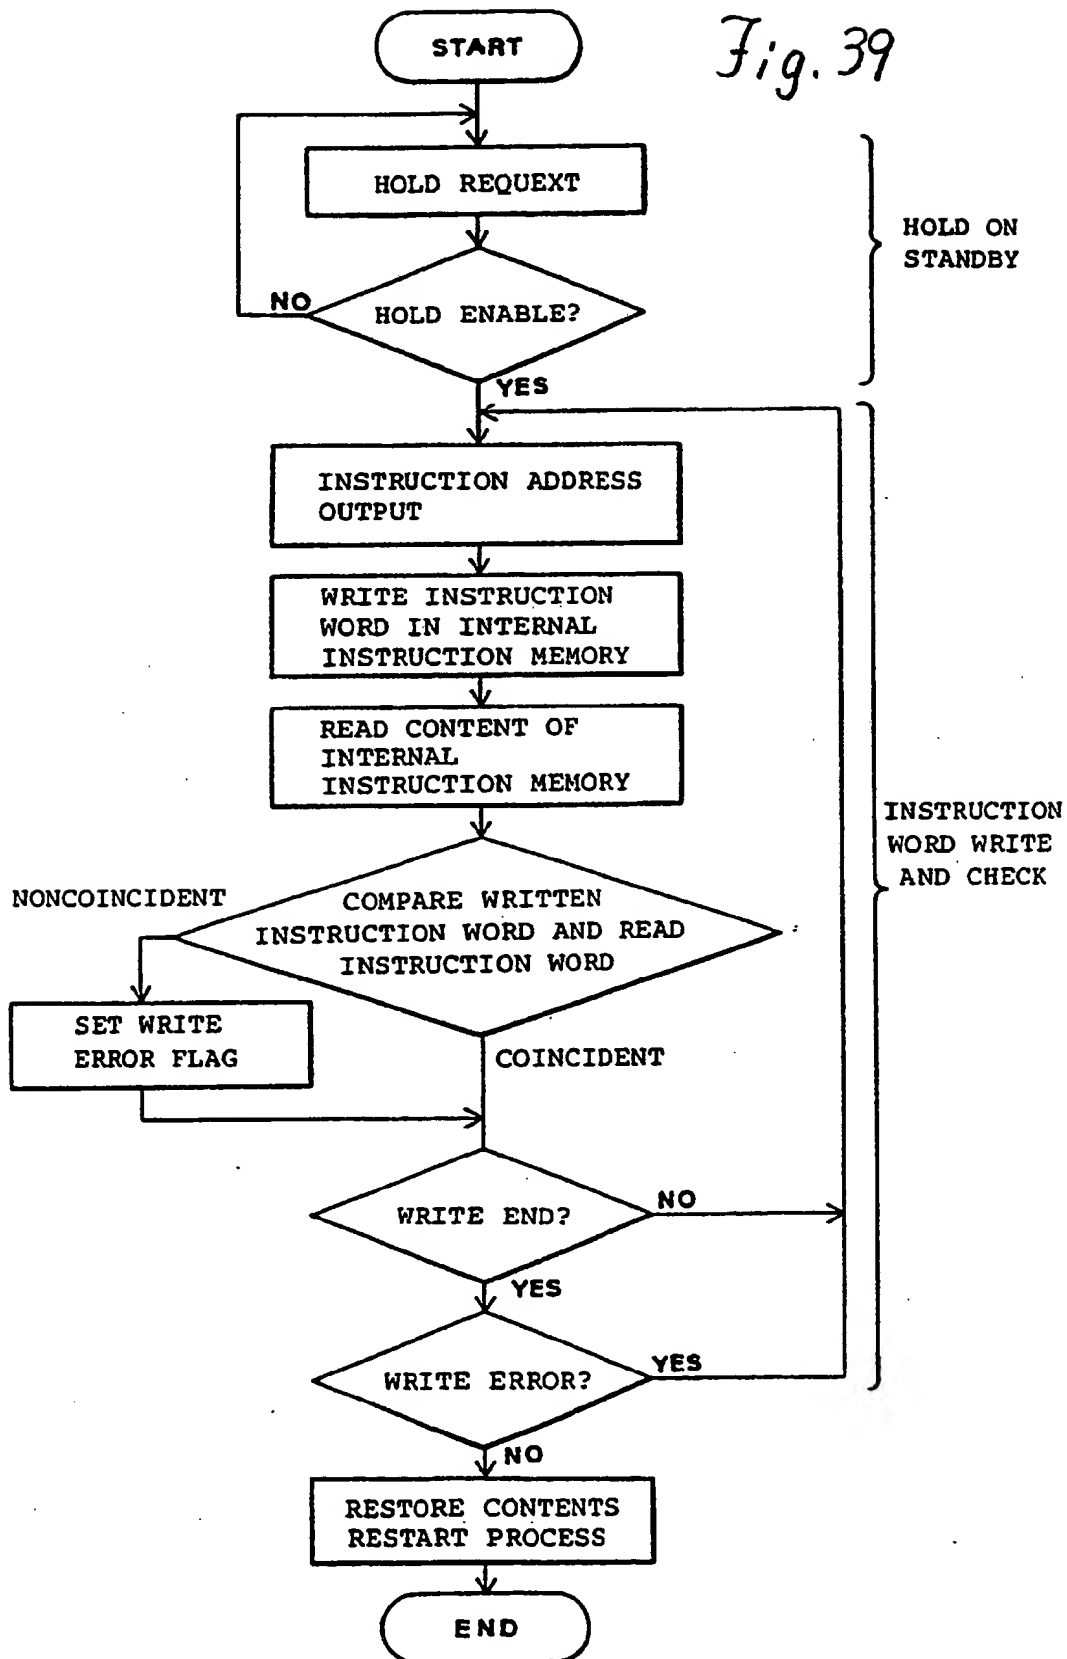 START
Fig. 39
HOLD REQUEXT
HOLD ON
STANDBY
HOLD ENABLE?
NO
YES
INSTRUCTION ADDRESS
OUTPUT
WRITE INSTRUCTION
WORD IN INTERNAL
INSTRUCTION MEMORY
READ CONTENT OF
INTERNAL
INSTRUCTION MEMORY
INSTRUCTION
WORD WRITE
AND CHECK
NONCOINCIDENT
COMPARE WRITTEN
INSTRUCTION WORD AND READ
INSTRUCTION WORD
SET WRITE
ERROR FLAG
COINCIDENT
WRITE END?
NO
YES
WRITE ERROR?
YES
NO
RESTORE CONTENTS
RESTART PROCESS
END